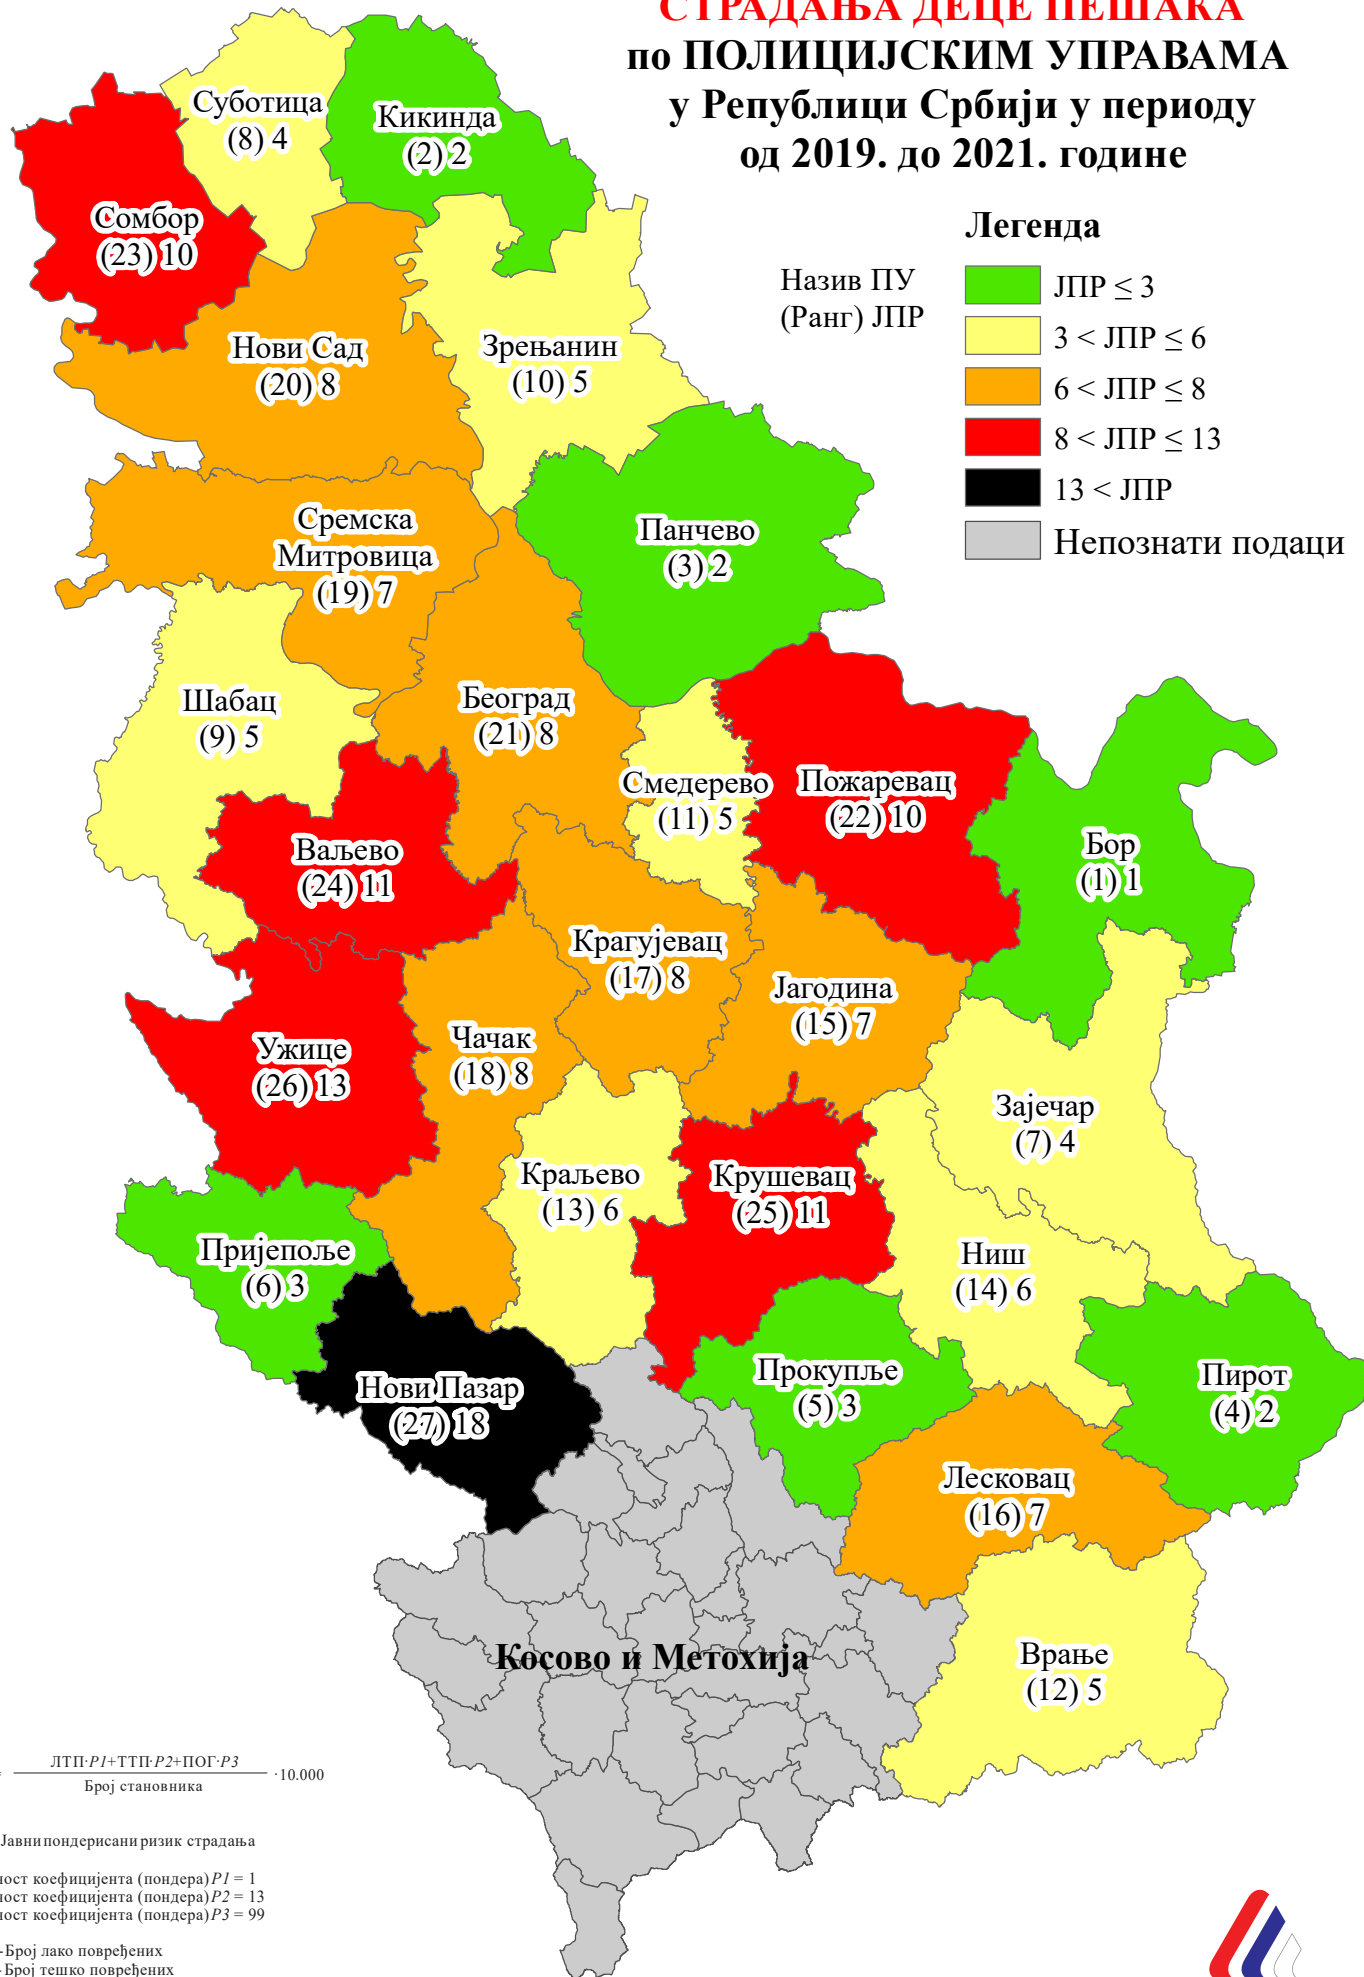 СТРАДАЊА ДЕЦЕ ПЕШАКА
по ПОЛИЦИЈСКИМ УПРАВАМА
у Републици Србији у периоду
од 2019. до 2021. године
Легенда
Назив ПУ
(Ранг) ЈПР
ЈПР ≤ 3
3 < ЈПР ≤ 6
6 < ЈПР ≤ 8
8 < ЈПР ≤ 13
13 < ЈПР
Непознати подаци
Суботица
(8) 4
Кикинда
(2) 2
Сомбор
(23) 10
Нови Сад
(20) 8
Зрењанин
(10) 5
Сремска
Митровица
(19) 7
Панчево
(3) 2
Шабац
(9) 5
Београд
(21) 8
Смедерево
(11) 5
Пожаревац
(22) 10
Бор
(1) 1
Ваљево
(24) 11
Крагујевац
(17) 8
Јагодина
(15) 7
Ужице
(26) 13
Чачак
(18) 8
Зајечар
(7) 4
Краљево
(13) 6
Крушевац
(25) 11
Пријепоље
(6) 3
Ниш
(14) 6
Нови Пазар
(27) 18
Прокупље
(5) 3
Пирот
(4) 2
Лесковац
(16) 7
Косово и Метохија
Врање
(12) 5
ЛТП·P1+ТТП·P2+ПОГ·P3
Број становника
·10.000
Јавни пондерисани ризик страдања
ност коефицијента (пондера) P1 = 1
ност коефицијента (пондера) P2 = 13
ност коефицијента (пондера) P3 = 99
-Број лако повређених
-Број тешко повређених